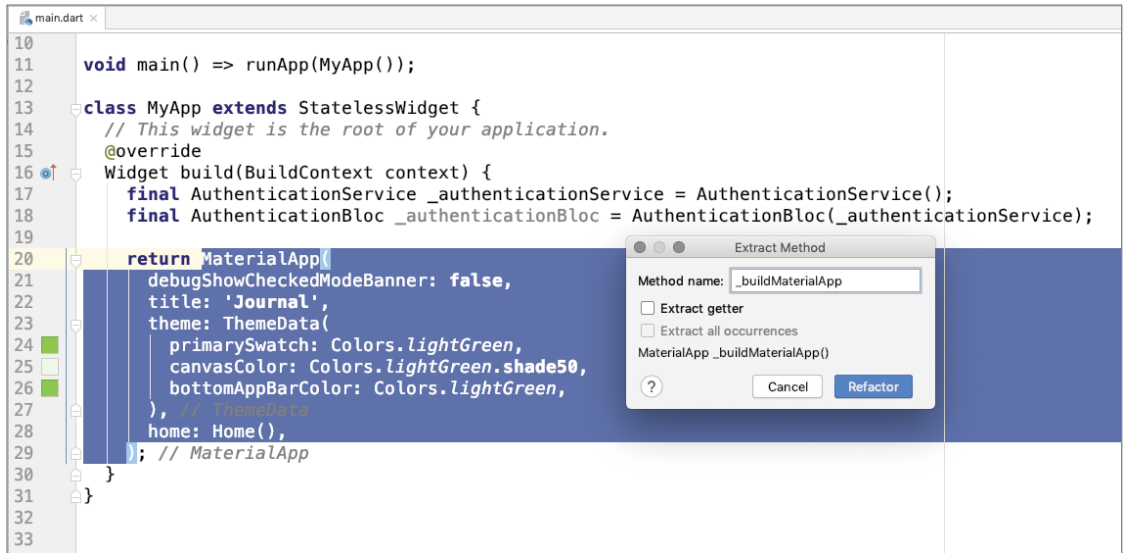 main.dart ×
10
11 void main() => runApp(MyApp());
12
13 class MyApp extends StatelessWidget {
14 // This widget is the root of your application.
15 @override
16 Widget build(BuildContext context) {
17 final AuthenticationService _authenticationService = AuthenticationService();
18 final AuthenticationBloc _authenticationBloc = AuthenticationBloc(_authenticationService);
19
20 return MaterialApp(
21 debugShowCheckedModeBanner: false,
22 title: 'Journal',
23 theme: ThemeData(
24 primarySwatch: Colors.lightGreen,
25 canvasColor: Colors.lightGreen.shade50,
26 bottomAppBarColor: Colors.lightGreen,
27 ), // ThemeData
28 home: Home(),
29 ); // MaterialApp
30 }
31 }
32
33
Extract Method
Method name: _buildMaterialApp
Extract getter
Extract all occurrences
MaterialApp _buildMaterialApp()
? Cancel Refactor